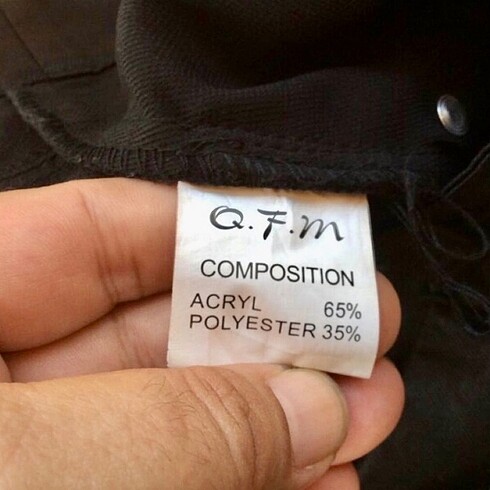 Q.F.m
COMPOSITION
ACRYL 65%
POLYESTER 35%